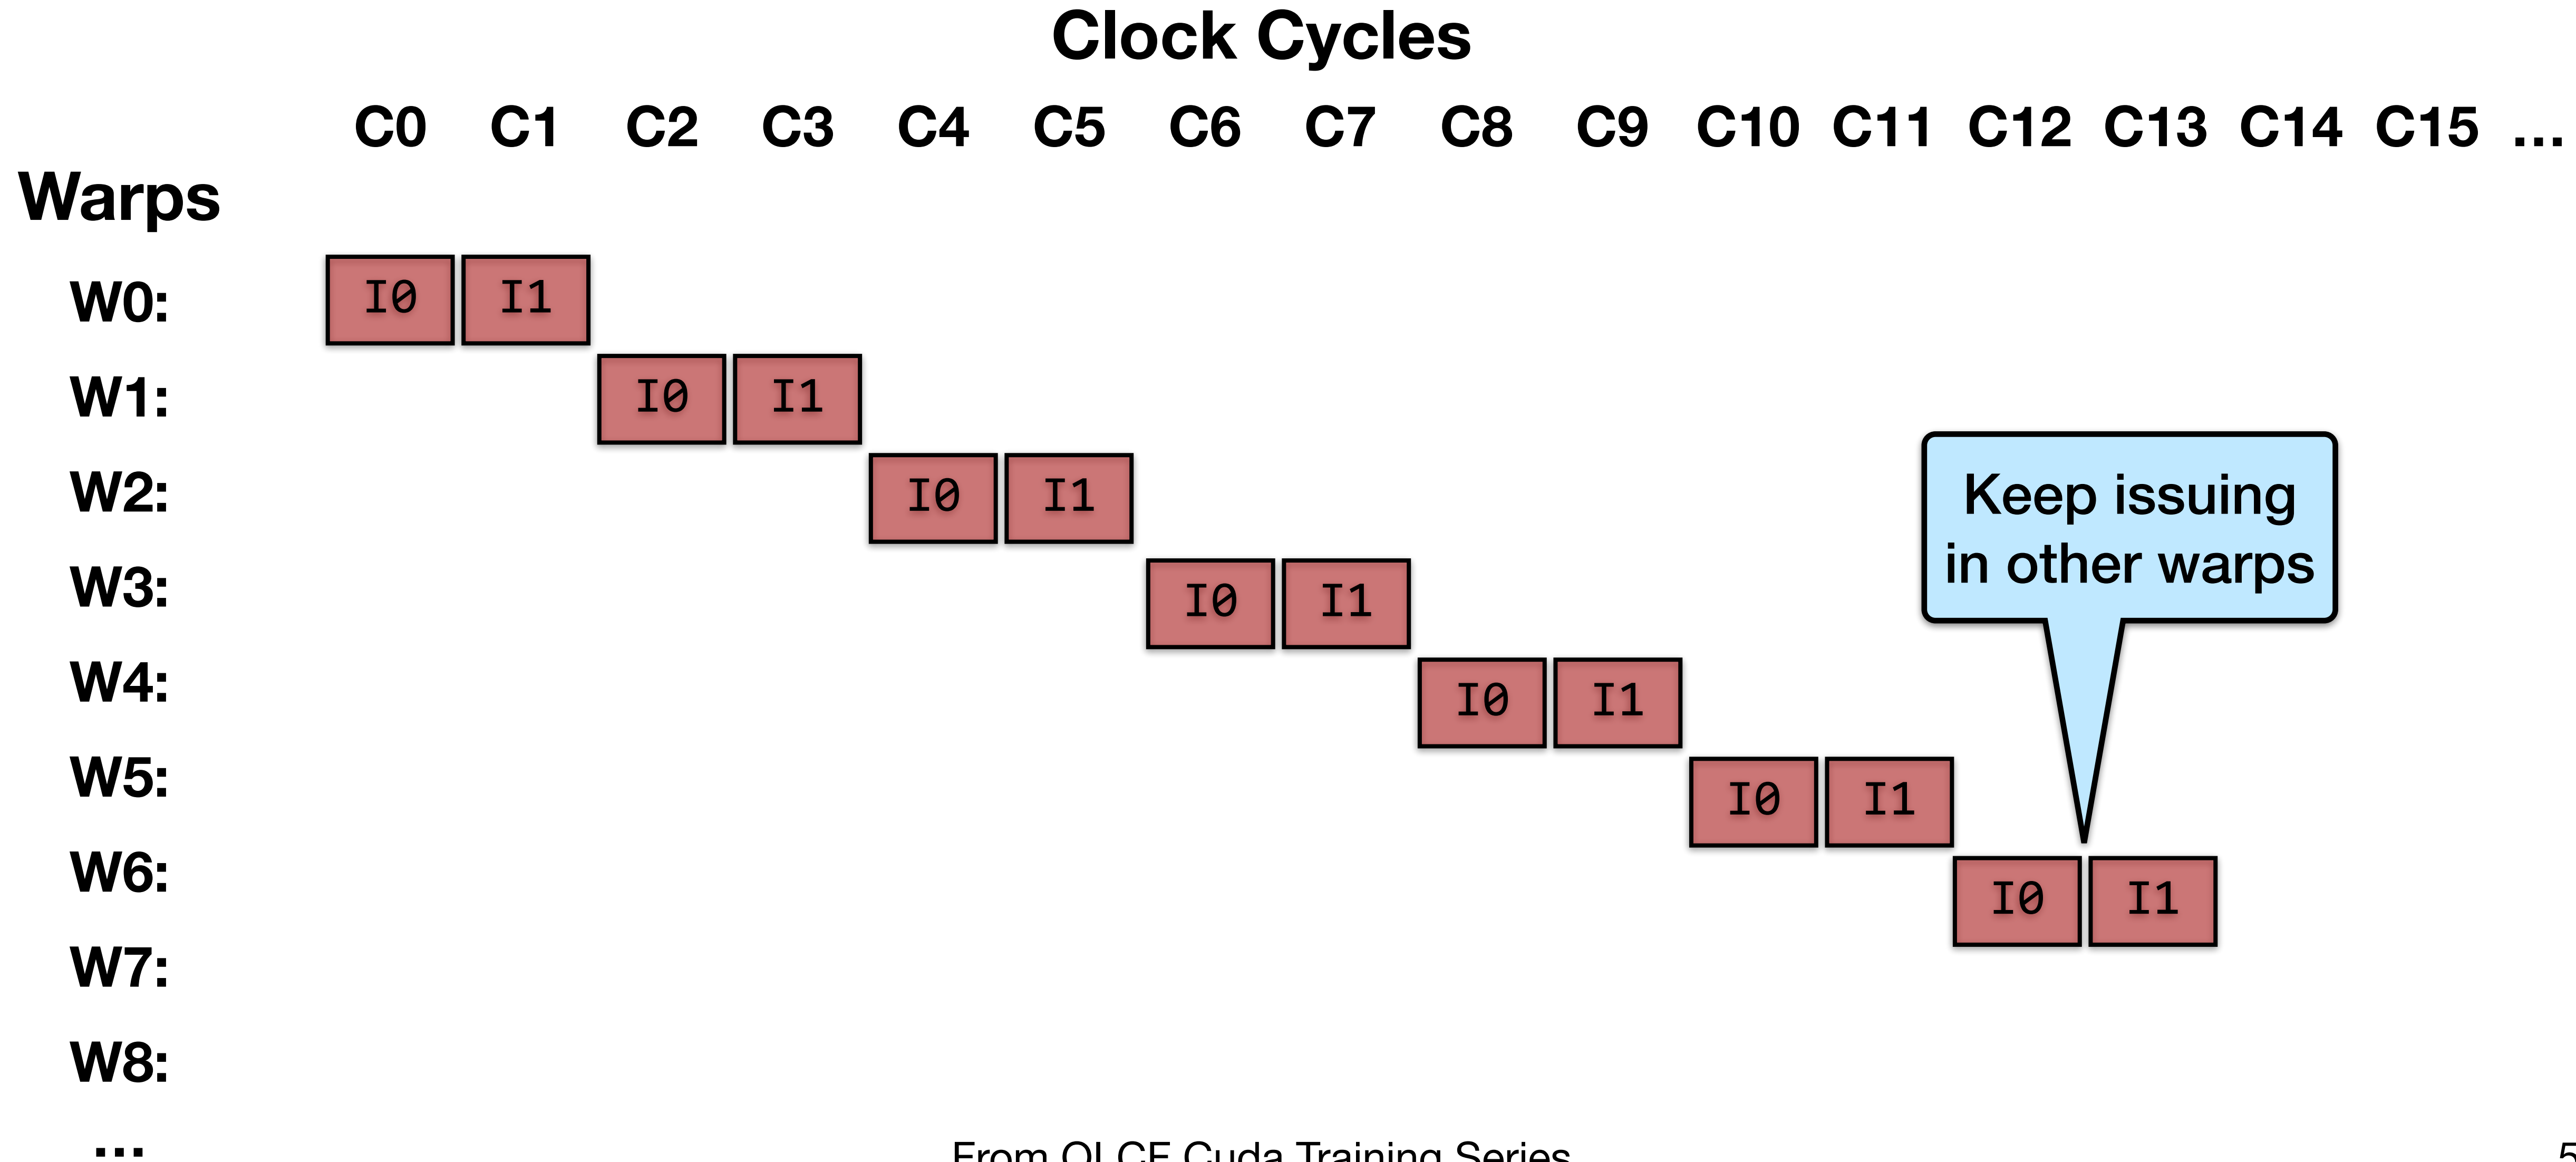 Clock Cycles
C0 C1 C2 C3 C4 C5 C6 C7 C8 C9 C10 C11 C12 C13 C14 C15 ...
Warps
W0: I0 I1
W1: I0 I1
W2: I0 I1
Keep issuing
in other warps
W3: I0 I1
W4: I0 I1
W5: I0 I1
W6: I0 I1
W7:
W8:
...
From OLCF Cuda Training Series
5